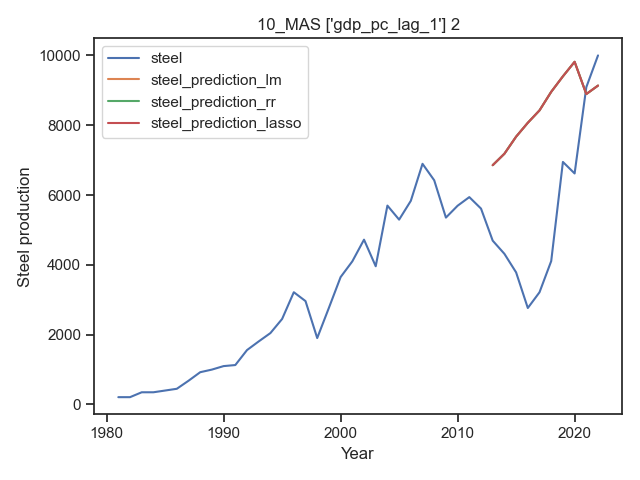 10_MAS ['gdp_pc_lag_1'] 2
steel
steel_prediction_lm
steel_prediction_rr
steel_prediction_lasso
Steel production
10000
8000
6000
4000
2000
0
1980
1990
2000
2010
2020
Year